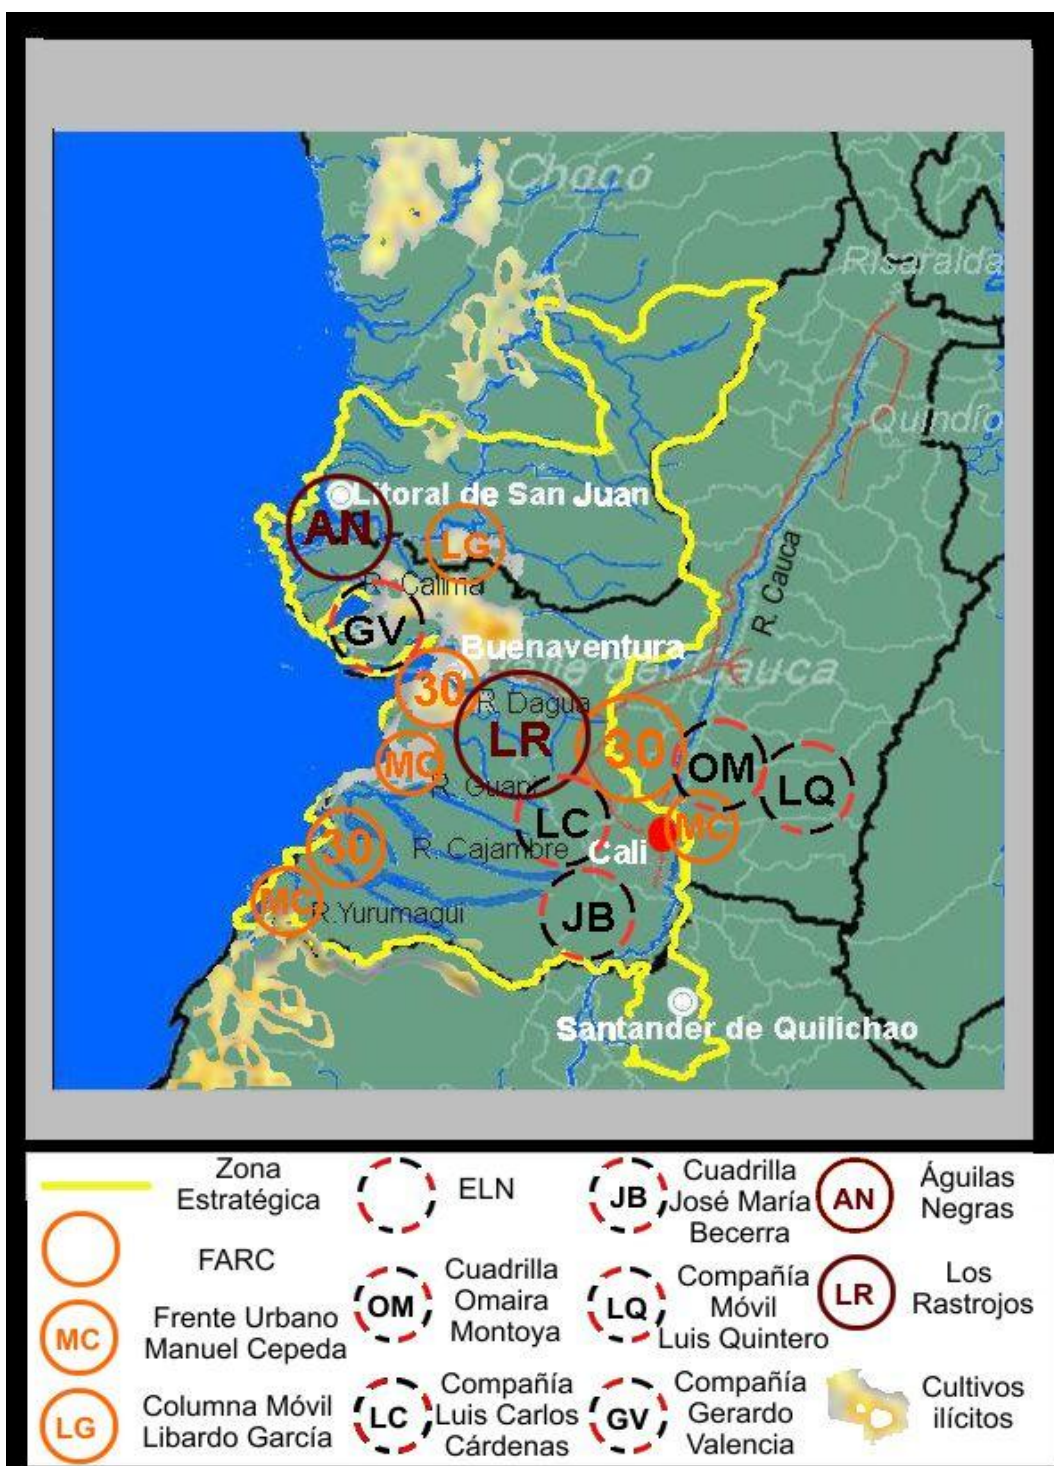 Chocó
Risaralda
Quindío
Litoral de San Juan
AN
LG
R. Calima
R. Cauca
GV
Buenaventura
Valle del Cauca
30
R. Dagua
LR
30
OM
MC
LQ
R. Guapi
LC
MC
30
R. Cajambre
Cali
MC
R.Yurumagui
JB
Santander de Quilichao
Zona
Estratégica
ELN
JB
Cuadrilla
José María
Becerra
AN
Águilas
Negras
FARC
OM
Cuadrilla
Omaira
Montoya
LQ
Compañía
Móvil
Luis Quintero
LR
Los
Rastrojos
MC
Frente Urbano
Manuel Cepeda
LG
Columna Móvil
Libardo García
LC
Compañía
Luis Carlos
Cárdenas
GV
Compañía
Gerardo
Valencia
Cultivos
ilícitos